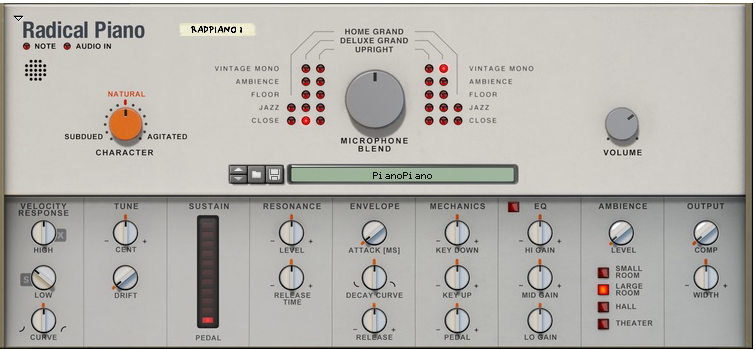 Radical Piano
RADPIANO 1
NOTE AUDIO IN
HOME GRAND
DELUXE GRAND
UPRIGHT
VINTAGE MONO
AMBIENCE
FLOOR
JAZZ
CLOSE
VINTAGE MONO
AMBIENCE
FLOOR
JAZZ
CLOSE
NATURAL
SUBDUED AGITATED
CHARACTER
MICROPHONE
BLEND
VOLUME
PianoPiano
VELOCITY
RESPONSE
HIGH
X
S
LOW
CURVE
TUNE
- +
CENT
DRIFT
SUSTAIN
PEDAL
RESONANCE
- +
LEVEL
- +
RELEASE
TIME
ENVELOPE
ATTACK [MS]
DECAY CURVE
- +
RELEASE
MECHANICS
- +
KEY DOWN
- +
KEY UP
- +
PEDAL
EQ
- +
HI GAIN
- +
MID GAIN
- +
LO GAIN
AMBIENCE
LEVEL
SMALL
ROOM
LARGE
ROOM
HALL
THEATER
OUTPUT
COMP
- +
WIDTH